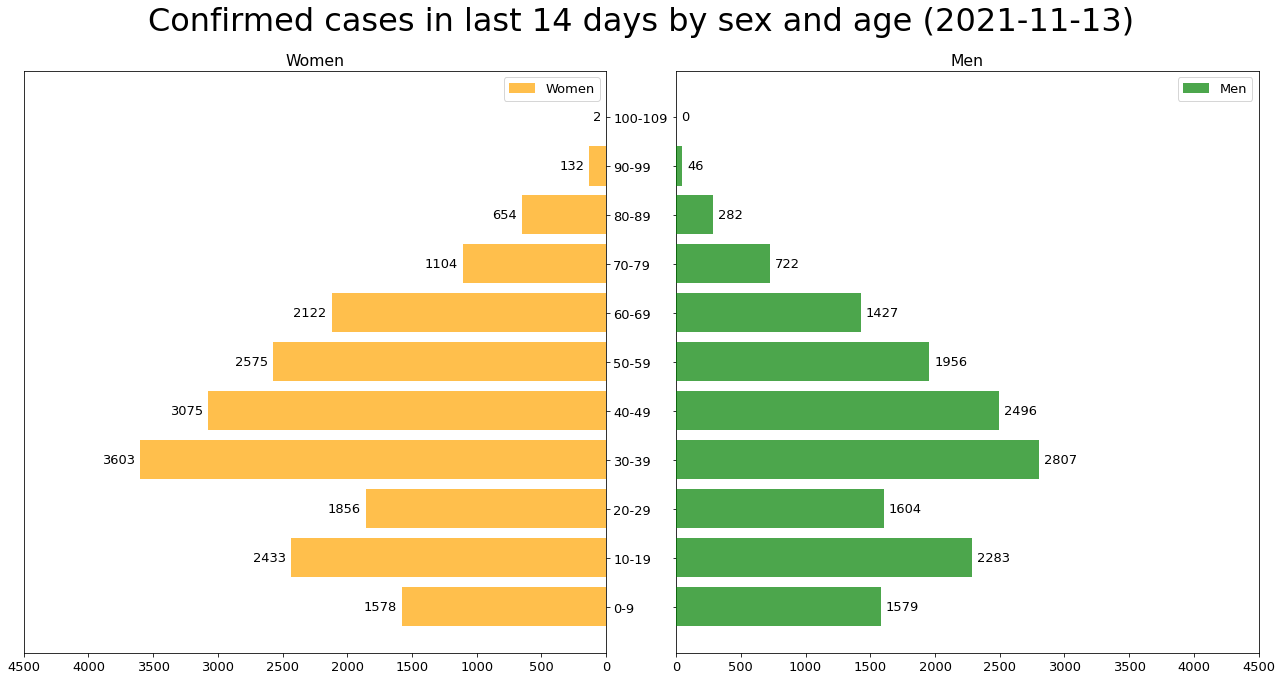 Confirmed cases in last 14 days by sex and age (2021-11-13)
Women Men
Women Men
2 100-109 0
132 90-99 46
654 80-89 282
1104 70-79 722
2122 60-69 1427
2575 50-59 1956
3075 40-49 2496
3603 30-39 2807
1856 20-29 1604
2433 10-19 2283
1578 0-9 1579
4500 4000 3500 3000 2500 2000 1500 1000 500 0 0 500 1000 1500 2000 2500 3000 3500 4000 4500